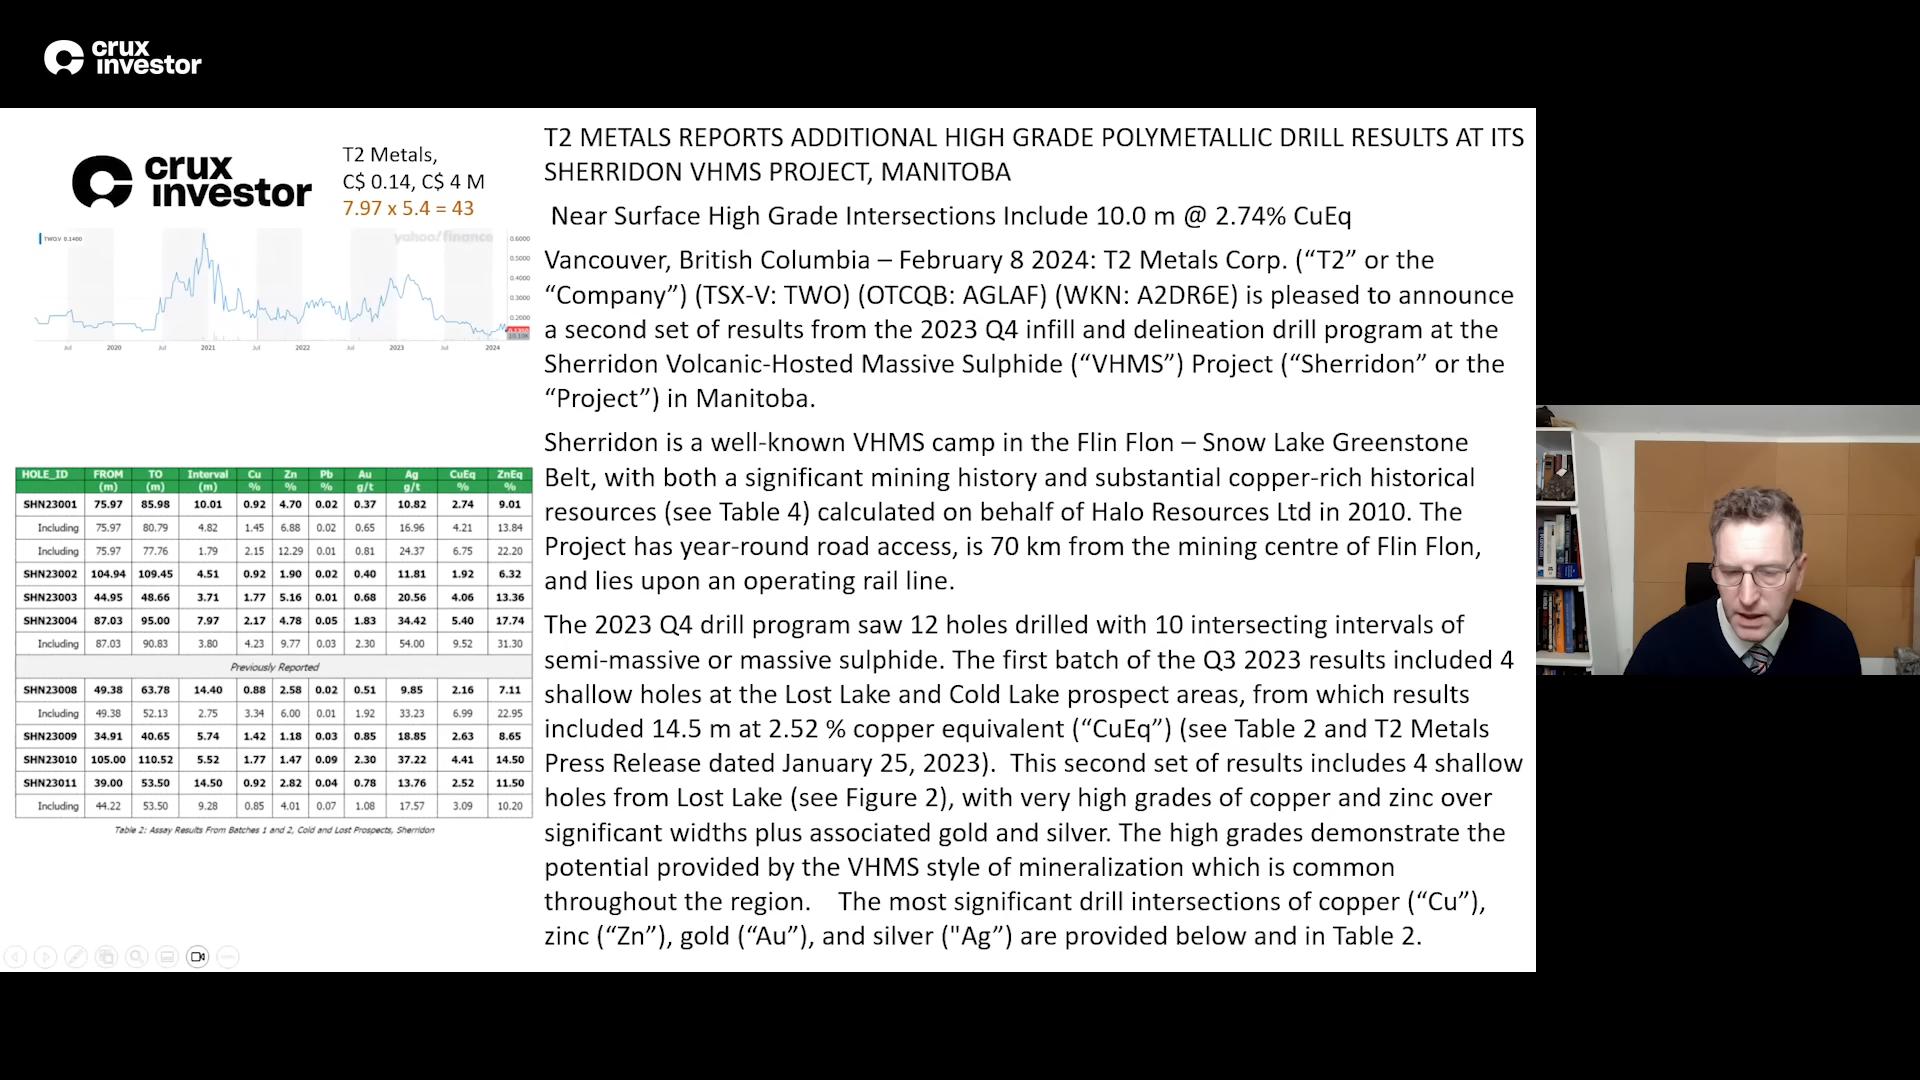 crux
investor
crux
investor
T2 Metals,
C$ 0.14, C$ 4 M
7.97 x 5.4 = 43
TWO.V 0.1400
yahoo!finance
0.6000
0.5000
0.4000
0.3000
0.2000
Jul
2020
Jul
2021
Jul
2022
Jul
2023
Jul
2024
T2 METALS REPORTS ADDITIONAL HIGH GRADE POLYMETALLIC DRILL RESULTS AT ITS
SHERRIDON VHMS PROJECT, MANITOBA
Near Surface High Grade Intersections Include 10.0 m @ 2.74% CuEq
Vancouver, British Columbia – February 8 2024: T2 Metals Corp. (“T2” or the
“Company”) (TSX-V: TWO) (OTCQB: AGLAF) (WKN: A2DR6E) is pleased to announce
a second set of results from the 2023 Q4 infill and delineation drill program at the
Sherridon Volcanic-Hosted Massive Sulphide (“VHMS”) Project (“Sherridon” or the
“Project”) in Manitoba.
Sherridon is a well-known VHMS camp in the Flin Flon – Snow Lake Greenstone
Belt, with both a significant mining history and substantial copper-rich historical
resources (see Table 4) calculated on behalf of Halo Resources Ltd in 2010. The
Project has year-round road access, is 70 km from the mining centre of Flin Flon,
and lies upon an operating rail line.
The 2023 Q4 drill program saw 12 holes drilled with 10 intersecting intervals of
semi-massive or massive sulphide. The first batch of the Q3 2023 results included 4
shallow holes at the Lost Lake and Cold Lake prospect areas, from which results
included 14.5 m at 2.52 % copper equivalent (“CuEq”) (see Table 2 and T2 Metals
Press Release dated January 25, 2023). This second set of results includes 4 shallow
holes from Lost Lake (see Figure 2), with very high grades of copper and zinc over
significant widths plus associated gold and silver. The high grades demonstrate the
potential provided by the VHMS style of mineralization which is common
throughout the region. The most significant drill intersections of copper (“Cu”),
zinc (“Zn”), gold (“Au”), and silver ("Ag”) are provided below and in Table 2.
HOLE_ID FROM (m) TO (m) Interval (m) Cu % Zn % Pb % Au g/t Ag g/t CuEq % ZnEq %
SHN23001 75.97 85.98 10.01 0.92 4.70 0.02 0.37 10.82 2.74 9.01
Including 75.97 80.79 4.82 1.45 6.88 0.02 0.65 16.96 4.21 13.84
Including 75.97 77.76 1.79 2.15 12.29 0.01 0.81 24.37 6.75 22.20
SHN23002 104.94 109.45 4.51 0.92 1.90 0.02 0.40 11.81 1.92 6.32
SHN23003 44.95 48.66 3.71 1.77 5.16 0.01 0.68 20.56 4.06 13.36
SHN23004 87.03 95.00 7.97 2.17 4.78 0.05 1.83 34.42 5.40 17.74
Including 87.03 90.83 3.80 4.23 9.77 0.03 2.30 54.00 9.52 31.30
Previously Reported
SHN23008 49.38 63.78 14.40 0.88 2.58 0.02 0.51 9.85 2.16 7.11
Including 49.38 52.13 2.75 3.34 6.00 0.01 1.92 33.23 6.99 22.95
SHN23009 34.91 40.65 5.74 1.42 1.18 0.03 0.85 18.85 2.63 8.65
SHN23010 105.00 110.52 5.52 1.77 1.47 0.09 2.30 37.22 4.41 14.50
SHN23011 39.00 53.50 14.50 0.92 2.82 0.04 0.78 13.76 2.52 11.50
Including 44.22 53.50 9.28 0.85 4.01 0.07 1.08 17.57 3.09 10.20
Table 2: Assay Results From Batches 1 and 2, Cold and Lost Prospects, Sherridon